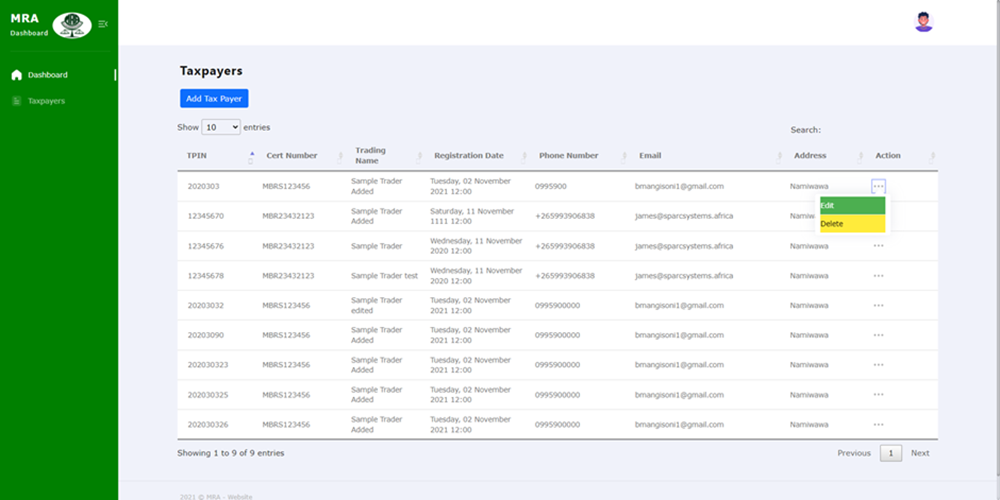 MRA
Dashboard
Dashboard
Taxpayers
Taxpayers
Add Tax Payer
Show 10 entries
Search:
TPIN Cert Number Trading Name Registration Date Phone Number Email Address Action
2020303 MBRS123456 Sample Trader Added Tuesday, 02 November 2021 12:00 0995900 bmangisoni1@gmail.com Namiwawa ...
Edit
Delete
12345670 MBR23432123 Sample Trader Added Saturday, 11 November 1111 12:00 +265993906838 james@sparcsystems.africa Namiw
12345676 MBR23432123 Sample Trader Wednesday, 11 November 2020 12:00 +265993906838 james@sparcsystems.africa Namiwawa ...
12345678 MBR23432123 Sample Trader test Wednesday, 11 November 2020 12:00 +265993906838 james@sparcsystems.africa Namiwawa ...
20203032 MBRS123456 Sample Trader edited Tuesday, 02 November 2021 12:00 0995900000 bmangisoni1@gmail.com Namiwawa ...
20203090 MBRS123456 Sample Trader Added Tuesday, 02 November 2021 12:00 0995900000 bmangisoni1@gmail.com Namiwawa ...
202030323 MBRS123456 Sample Trader Added Tuesday, 02 November 2021 12:00 0995900000 bmangisoni1@gmail.com Namiwawa ...
202030325 MBRS123456 Sample Trader Added Tuesday, 02 November 2021 12:00 0995900000 bmangisoni1@gmail.com Namiwawa ...
202030326 MBRS123456 Sample Trader Added Tuesday, 02 November 2021 12:00 0995900000 bmangisoni1@gmail.com Namiwawa ...
Showing 1 to 9 of 9 entries
Previous 1 Next
2021 © MRA - Website